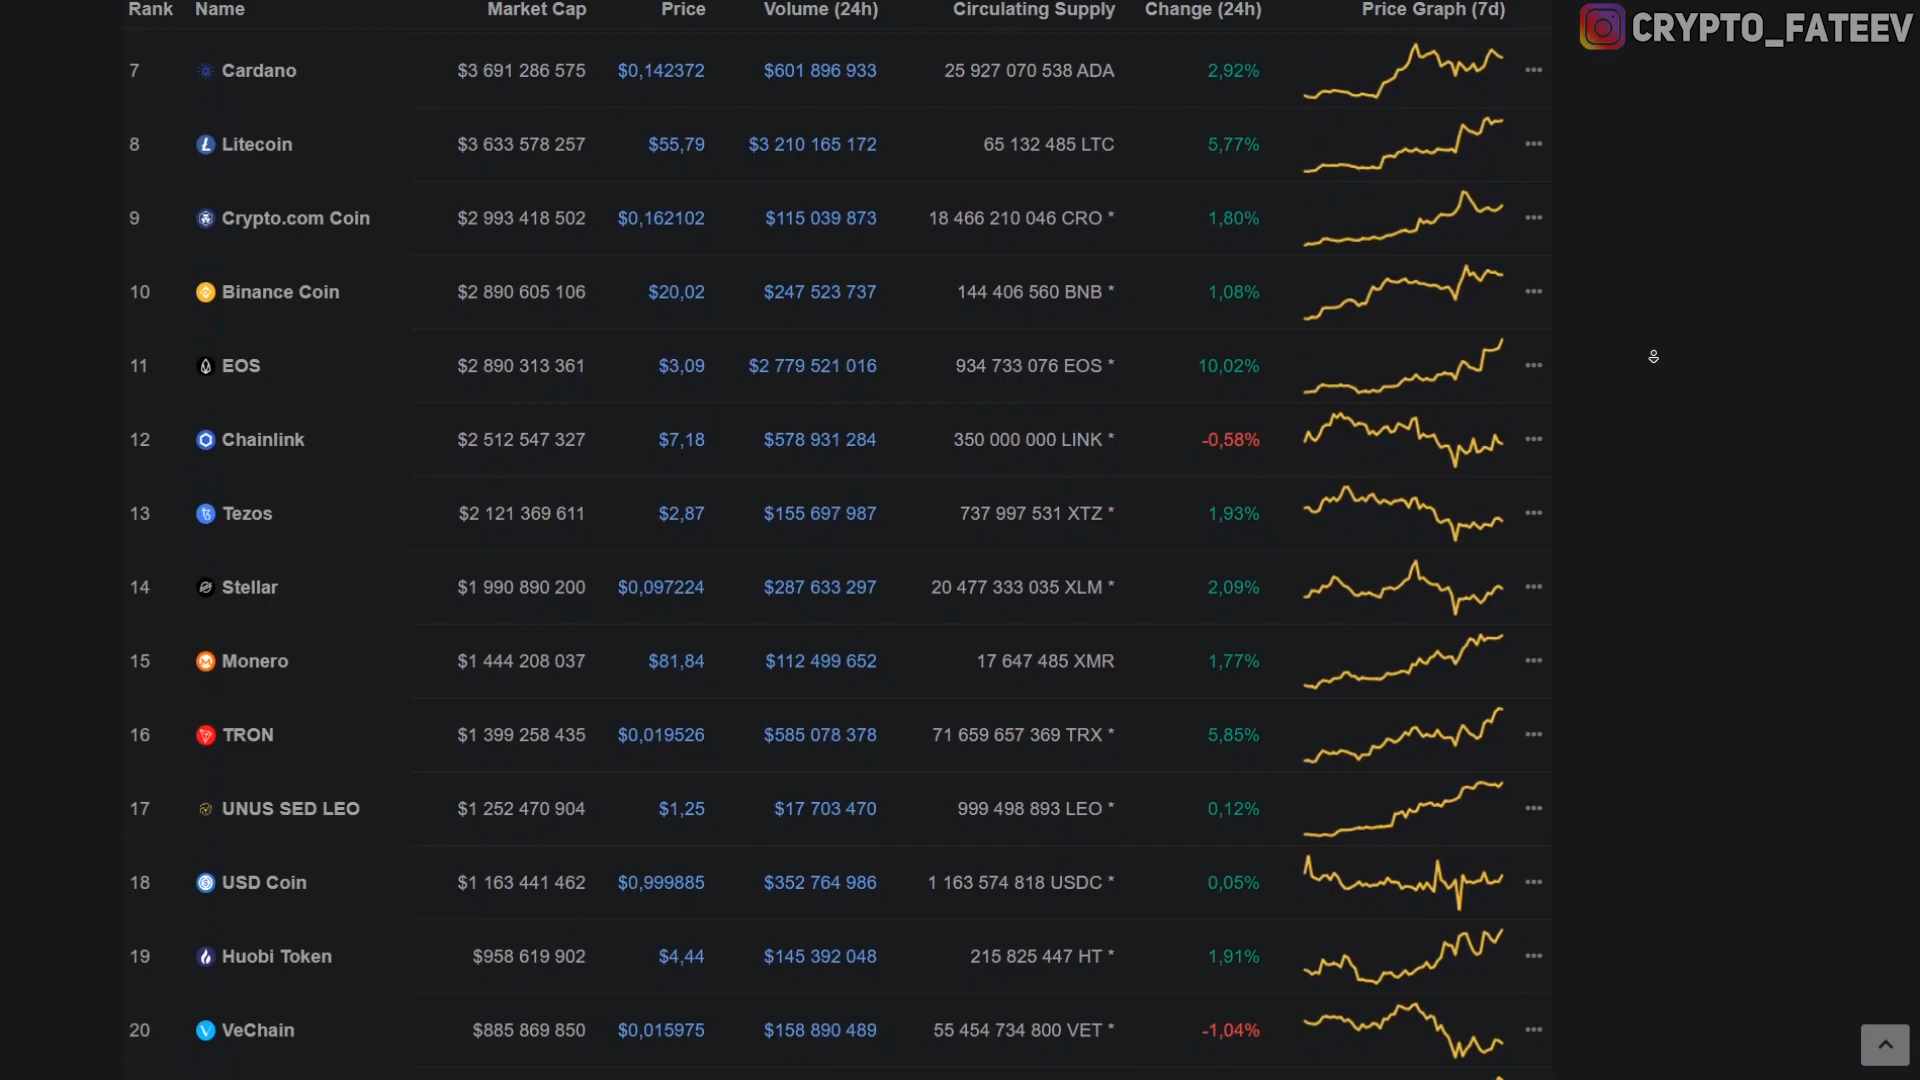 Rank Name Market Cap Price Volume (24h) Circulating Supply Change (24h) Price Graph (7d)
CRYPTO_FATEEV
7 Cardano $3 691 286 575 $0,142372 $601 896 933 25 927 070 538 ADA 2,92%
8 Litecoin $3 633 578 257 $55,79 $3 210 165 172 65 132 485 LTC 5,77%
9 Crypto.com Coin $2 993 418 502 $0,162102 $115 039 873 18 466 210 046 CRO * 1,80%
10 Binance Coin $2 890 605 106 $20,02 $247 523 737 144 406 560 BNB * 1,08%
11 EOS $2 890 313 361 $3,09 $2 779 521 016 934 733 076 EOS * 10,02%
12 Chainlink $2 512 547 327 $7,18 $578 931 284 350 000 000 LINK * -0,58%
13 Tezos $2 121 369 611 $2,87 $155 697 987 737 997 531 XTZ * 1,93%
14 Stellar $1 990 890 200 $0,097224 $287 633 297 20 477 333 035 XLM * 2,09%
15 Monero $1 444 208 037 $81,84 $112 499 652 17 647 485 XMR 1,77%
16 TRON $1 399 258 435 $0,019526 $585 078 378 71 659 657 369 TRX * 5,85%
17 UNUS SED LEO $1 252 470 904 $1,25 $17 703 470 999 498 893 LEO * 0,12%
18 USD Coin $1 163 441 462 $0,999885 $352 764 986 1 163 574 818 USDC * 0,05%
19 Huobi Token $958 619 902 $4,44 $145 392 048 215 825 447 HT * 1,91%
20 VeChain $885 869 850 $0,015975 $158 890 489 55 454 734 800 VET * -1,04%